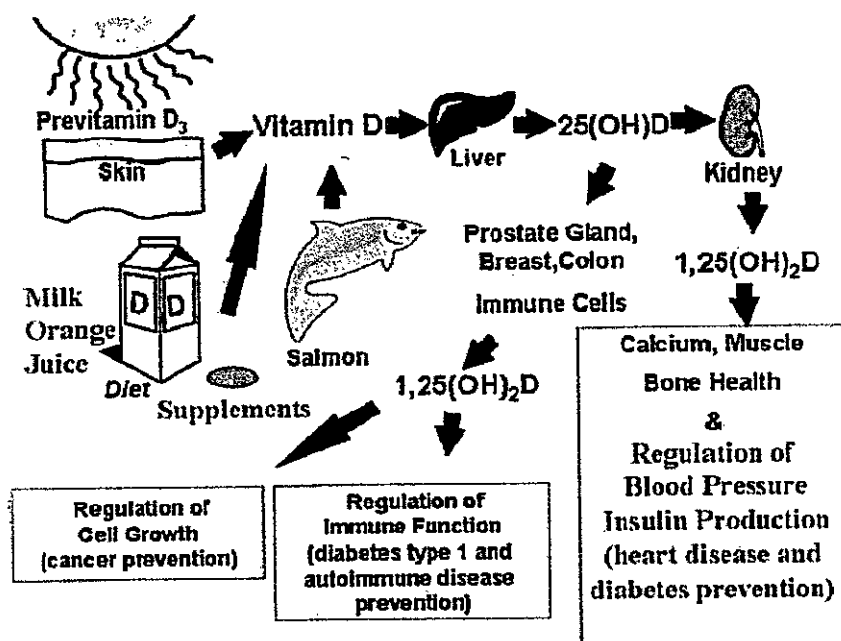 Previtamin D₃
Skin
Vitamin D
Liver
25(OH)D
Kidney
Milk
Orange
Juice
D D
Diet
Supplements
Salmon
Prostate Gland,
Breast,Colon
Immune Cells
1,25(OH)₂D
1,25(OH)₂D
Regulation of
Cell Growth
(cancer prevention)
Regulation of
Immune Function
(diabetes type 1 and
autoimmune disease
prevention)
Calcium, Muscle
Bone Health
&
Regulation of
Blood Pressure
Insulin Production
(heart disease and
diabetes prevention)